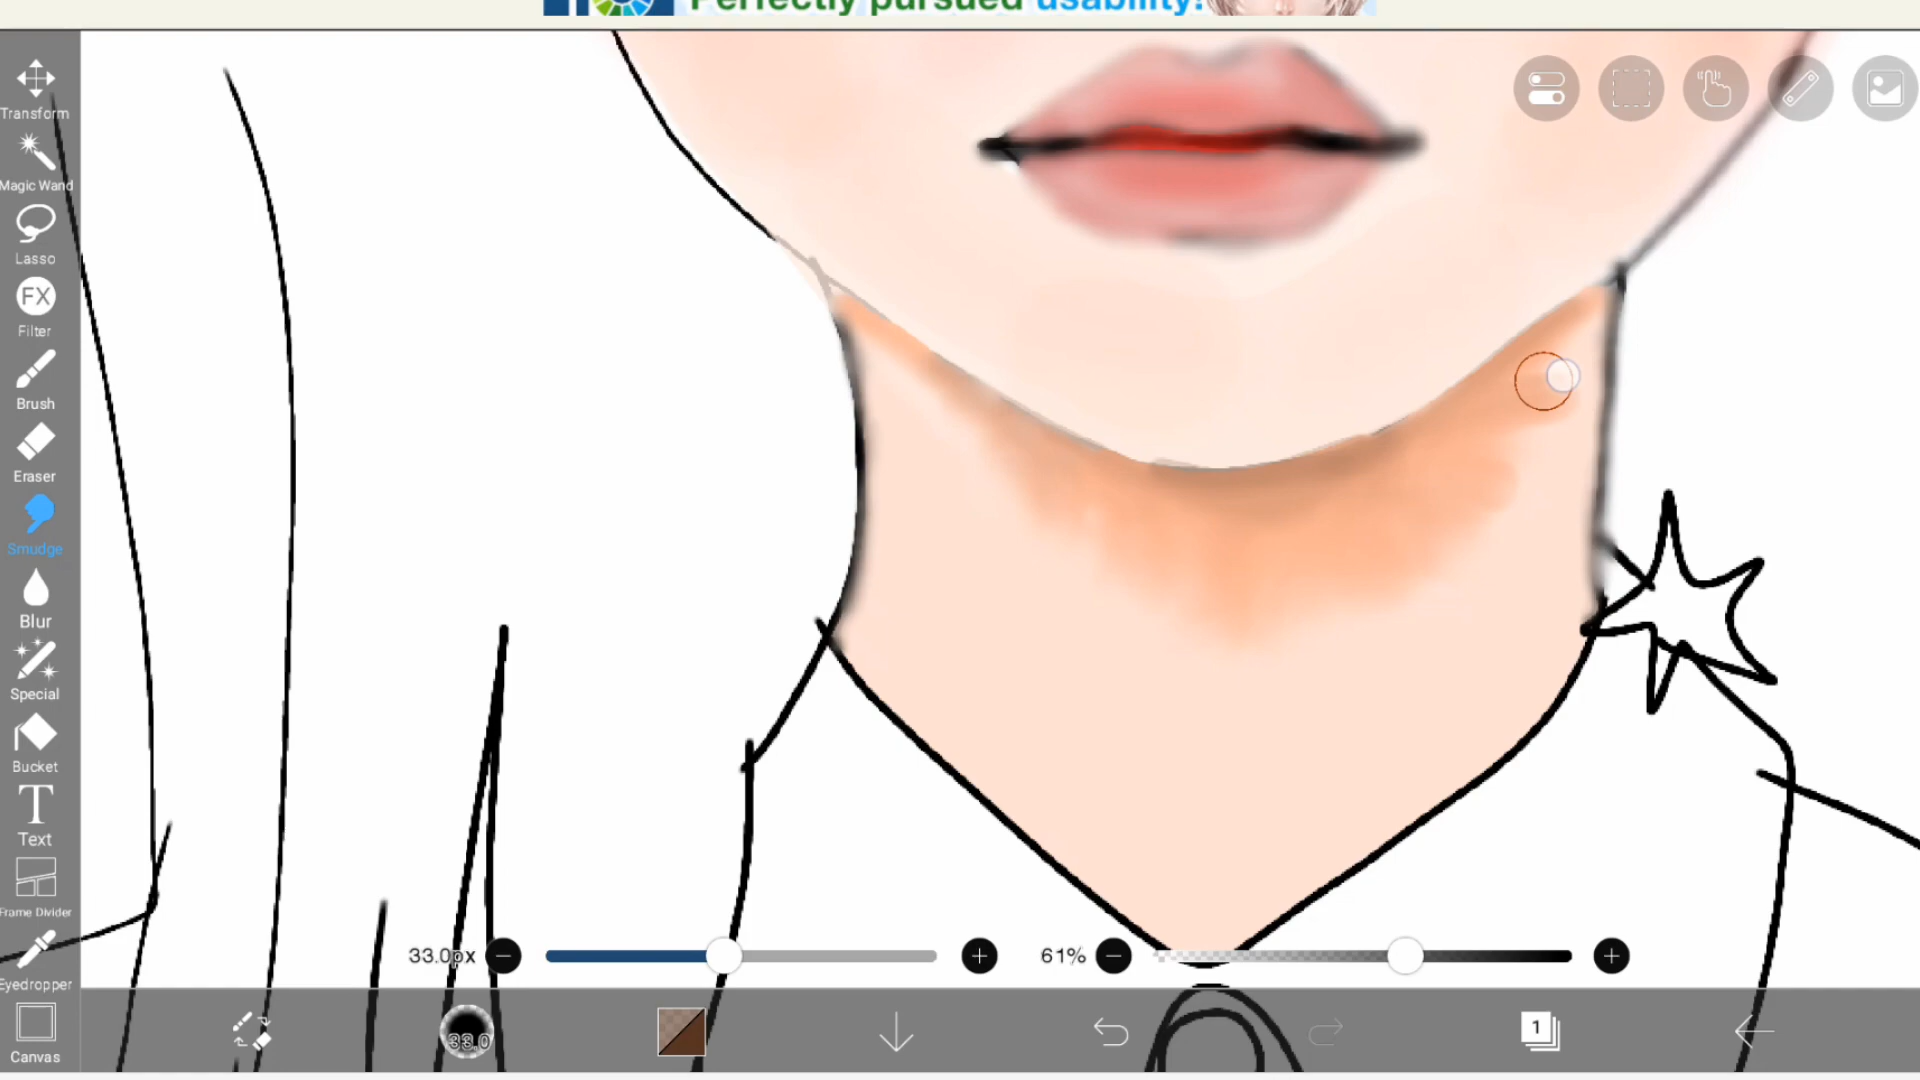 Perfectly pursued usability!
Transform
Magic Wand
Lasso
FX
Filter
Brush
Eraser
Smudge
Blur
Special
Bucket
T
Text
Frame Divider
Eyedropper
Canvas
33.0px
61%
33.0
1